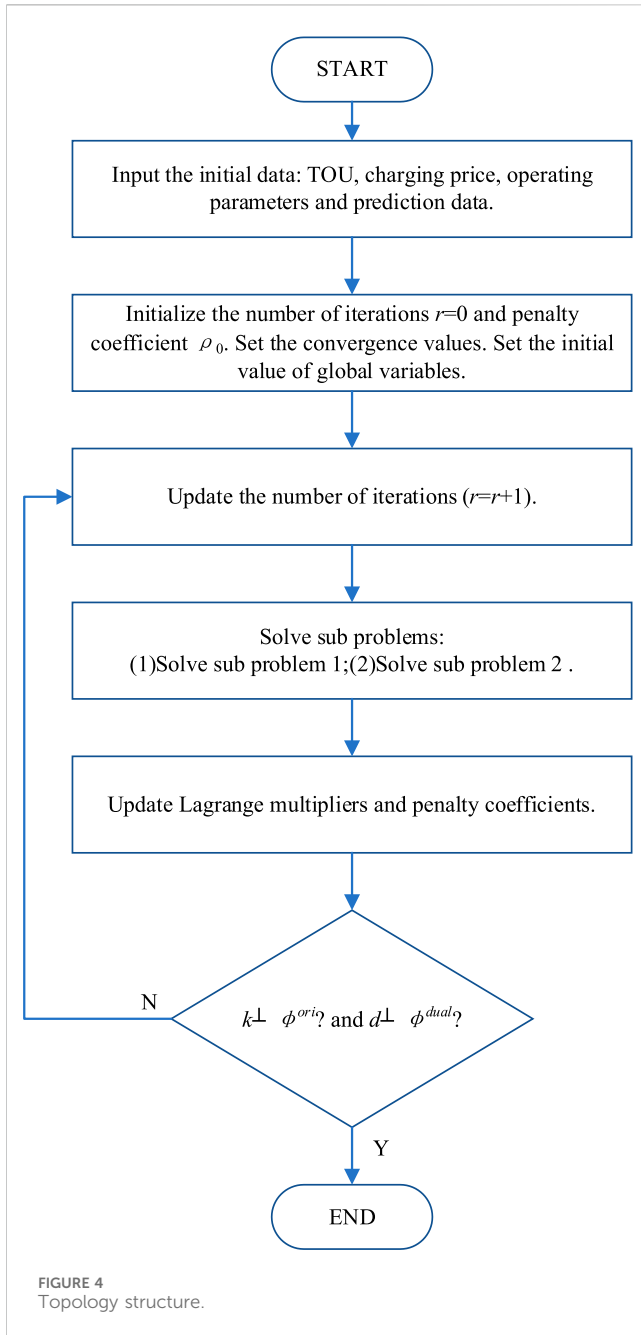 START
Input the initial data: TOU, charging price, operating
parameters and prediction data.
Initialize the number of iterations r=0 and penalty
coefficient ρ₀. Set the convergence values. Set the initial
value of global variables.
Update the number of iterations (r=r+1).
Solve sub problems:
(1)Solve sub problem 1;(2)Solve sub problem 2 .
Update Lagrange multipliers and penalty coefficients.
N
k⊥ ϕ^ori? and d⊥ ϕ^dual?
Y
END
FIGURE 4
Topology structure.